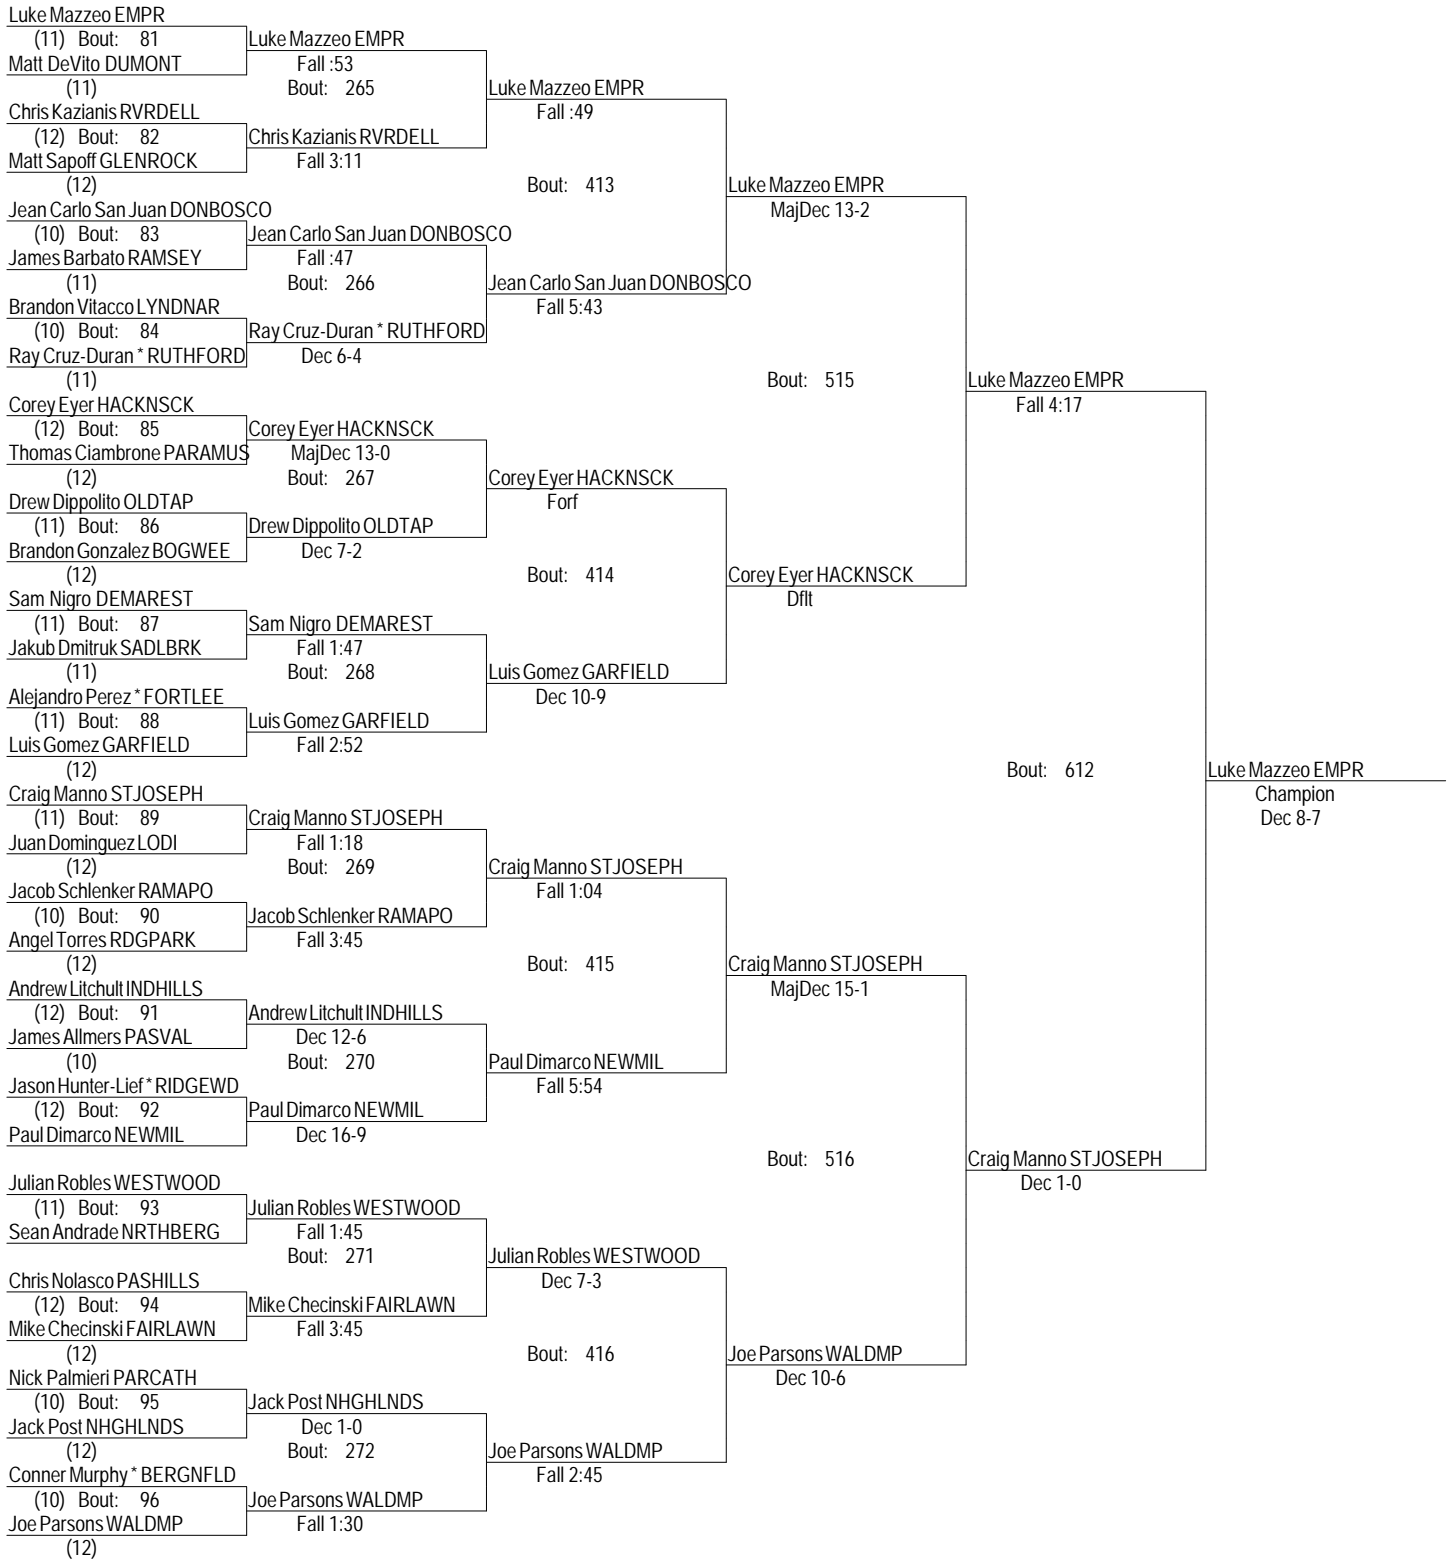 Luke Mazzeo EMPR
(11) Bout: 81
Luke Mazzeo EMPR
Matt DeVito DUMONT
Fall :53
(11)
Bout: 265
Luke Mazzeo EMPR
Chris Kazianis RVRDELL
Fall :49
(12) Bout: 82
Chris Kazianis RVRDELL
Matt Sapoff GLENROCK
Fall 3:11
(12)
Bout: 413
Luke Mazzeo EMPR
Jean Carlo San Juan DONBOSCO
MajDec 13-2
(10) Bout: 83
Jean Carlo San Juan DONBOSCO
James Barbato RAMSEY
Fall :47
(11)
Bout: 266
Jean Carlo San Juan DONBOSCO
Brandon Vitacco LYNDNAR
Fall 5:43
(10) Bout: 84
Ray Cruz-Duran * RUTHFORD
Ray Cruz-Duran * RUTHFORD
Dec 6-4
(11)
Bout: 515
Luke Mazzeo EMPR
Corey Eyer HACKNSCK
Fall 4:17
(12) Bout: 85
Corey Eyer HACKNSCK
Thomas Ciambrone PARAMUS
MajDec 13-0
(12)
Bout: 267
Corey Eyer HACKNSCK
Drew Dippolito OLDTAP
Forf
(11) Bout: 86
Drew Dippolito OLDTAP
Brandon Gonzalez BOGWEE
Dec 7-2
(12)
Bout: 414
Corey Eyer HACKNSCK
Sam Nigro DEMAREST
Dflt
(11) Bout: 87
Sam Nigro DEMAREST
Jakub Dmitruk SADLBRK
Fall 1:47
(11)
Bout: 268
Luis Gomez GARFIELD
Alejandro Perez * FORTLEE
Dec 10-9
(11) Bout: 88
Luis Gomez GARFIELD
Luis Gomez GARFIELD
Fall 2:52
(12)
Bout: 612
Luke Mazzeo EMPR
Craig Manno STJOSEPH
Champion
(11) Bout: 89
Craig Manno STJOSEPH
Dec 8-7
Juan Dominguez LODI
Fall 1:18
(12)
Bout: 269
Craig Manno STJOSEPH
Jacob Schlenker RAMAPO
Fall 1:04
(10) Bout: 90
Jacob Schlenker RAMAPO
Angel Torres RDGPARK
Fall 3:45
(12)
Bout: 415
Craig Manno STJOSEPH
Andrew Litchult INDHILLS
MajDec 15-1
(12) Bout: 91
Andrew Litchult INDHILLS
James Allmers PASVAL
Dec 12-6
(10)
Bout: 270
Paul Dimarco NEWMIL
Jason Hunter-Lief * RIDGEWD
Fall 5:54
(12) Bout: 92
Paul Dimarco NEWMIL
Paul Dimarco NEWMIL
Dec 16-9
Bout: 516
Craig Manno STJOSEPH
Julian Robles WESTWOOD
Dec 1-0
(11) Bout: 93
Julian Robles WESTWOOD
Sean Andrade NRTHBERG
Fall 1:45
Bout: 271
Julian Robles WESTWOOD
Chris Nolasco PASHILLS
Dec 7-3
(12) Bout: 94
Mike Checinski FAIRLAWN
Mike Checinski FAIRLAWN
Fall 3:45
(12)
Bout: 416
Joe Parsons WALDMP
Nick Palmieri PARCATH
Dec 10-6
(10) Bout: 95
Jack Post NHGHLNDS
Jack Post NHGHLNDS
Dec 1-0
(12)
Bout: 272
Joe Parsons WALDMP
Conner Murphy * BERGNFLD
Fall 2:45
(10) Bout: 96
Joe Parsons WALDMP
Joe Parsons WALDMP
Fall 1:30
(12)